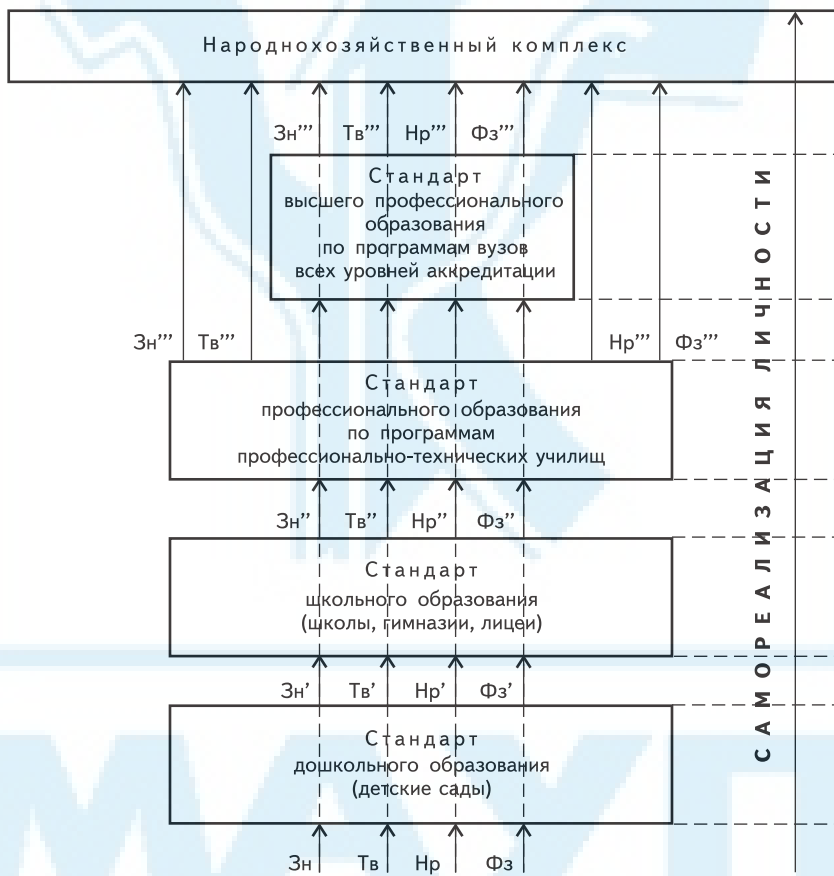 Народнохозяйственный комплекс
Зн’’’ Тв’’’ Нр’’’ Фз’’’
Стандарт
высшего профессионального
образования
по программам вузов
всех уровней аккредитации
Зн’’’ Тв’’’ Нр’’’ Фз’’’
Стандарт
профессионального образования
по программам
профессионально-технических училищ
Зн’’ Тв’’ Нр’’ Фз’’
Стандарт
школьного образования
(школы, гимназии, лицеи)
Зн’ Тв’ Нр’ Фз’
Стандарт
дошкольного образования
(детские сады)
Зн Тв Нр Фз
САМОРЕАЛИЗАЦИЯ ЛИЧНОСТИ
МАУП